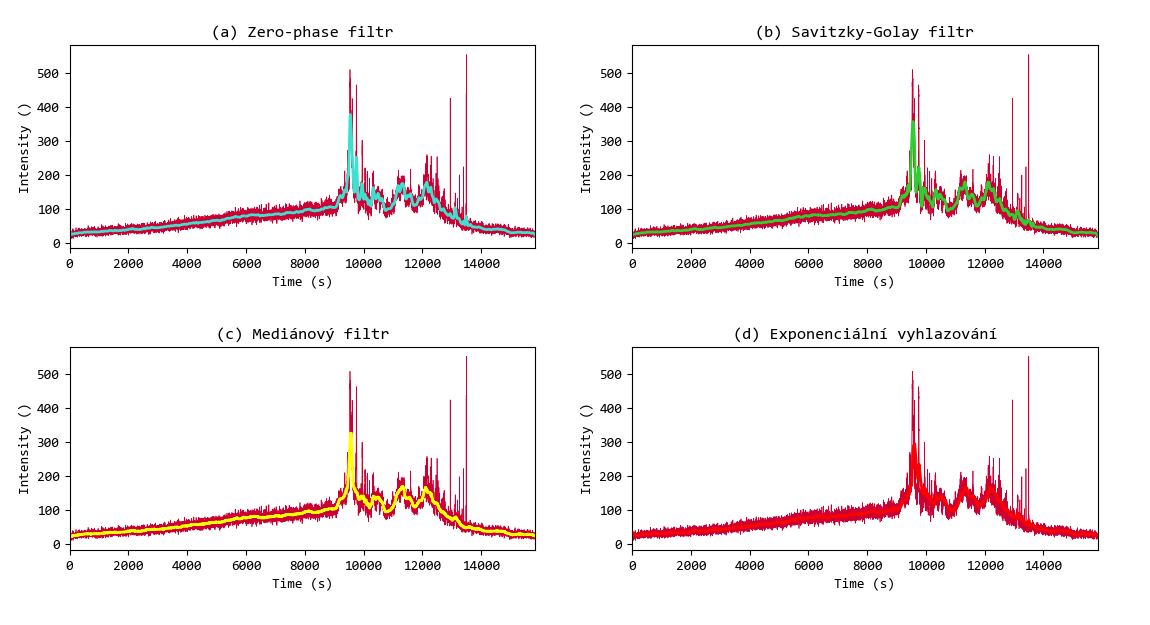 (a) Zero-phase filtr
500
400
300
200
100
0
Intensity ()
0 2000 4000 6000 8000 10000 12000 14000
Time (s)
(b) Savitzky-Golay filtr
500
400
300
200
100
0
Intensity ()
0 2000 4000 6000 8000 10000 12000 14000
Time (s)
(c) Mediánový filtr
500
400
300
200
100
0
Intensity ()
0 2000 4000 6000 8000 10000 12000 14000
Time (s)
(d) Exponenciální vyhlazování
500
400
300
200
100
0
Intensity ()
0 2000 4000 6000 8000 10000 12000 14000
Time (s)